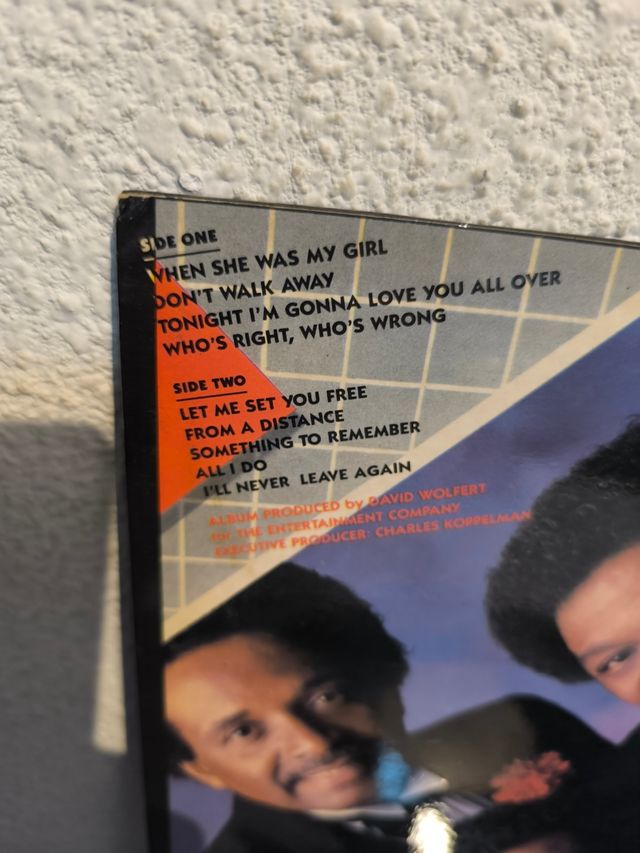 SIDE ONE
WHEN SHE WAS MY GIRL
DON'T WALK AWAY
TONIGHT I'M GONNA LOVE YOU ALL OVER
WHO'S RIGHT, WHO'S WRONG
SIDE TWO
LET ME SET YOU FREE
FROM A DISTANCE
SOMETHING TO REMEMBER
ALL I DO
I'LL NEVER LEAVE AGAIN
ALBUM PRODUCED by DAVID WOLFERT
for THE ENTERTAINMENT COMPANY
EXECUTIVE PRODUCER: CHARLES KOPPELMAN